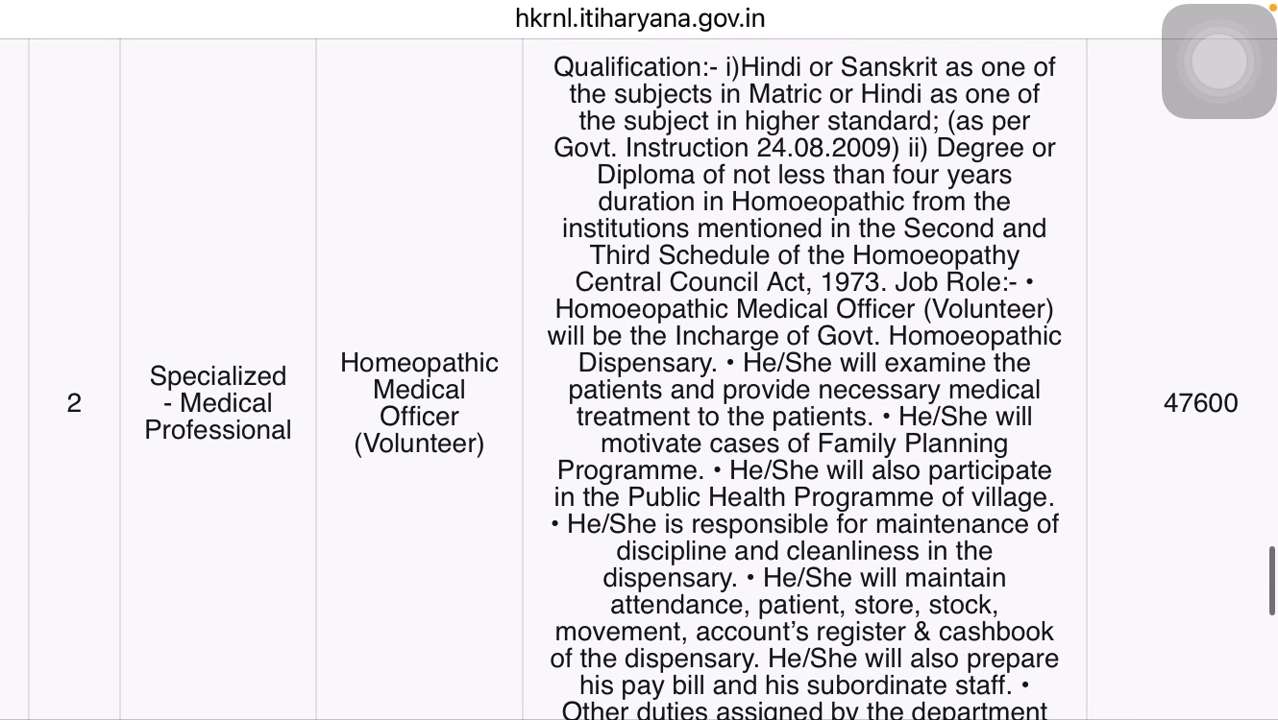 hkrnl.itiharyana.gov.in
2
Specialized
- Medical
Professional
Homeopathic
Medical
Officer
(Volunteer)
Qualification:- i)Hindi or Sanskrit as one of
the subjects in Matric or Hindi as one of
the subject in higher standard; (as per
Govt. Instruction 24.08.2009) ii) Degree or
Diploma of not less than four years
duration in Homoeopathic from the
institutions mentioned in the Second and
Third Schedule of the Homoeopathy
Central Council Act, 1973. Job Role:- •
Homoeopathic Medical Officer (Volunteer)
will be the Incharge of Govt. Homoeopathic
Dispensary. • He/She will examine the
patients and provide necessary medical
treatment to the patients. • He/She will
motivate cases of Family Planning
Programme. • He/She will also participate
in the Public Health Programme of village.
• He/She is responsible for maintenance of
discipline and cleanliness in the
dispensary. • He/She will maintain
attendance, patient, store, stock,
movement, account's register & cashbook
of the dispensary. He/She will also prepare
his pay bill and his subordinate staff. •
Other duties assigned by the department
47600